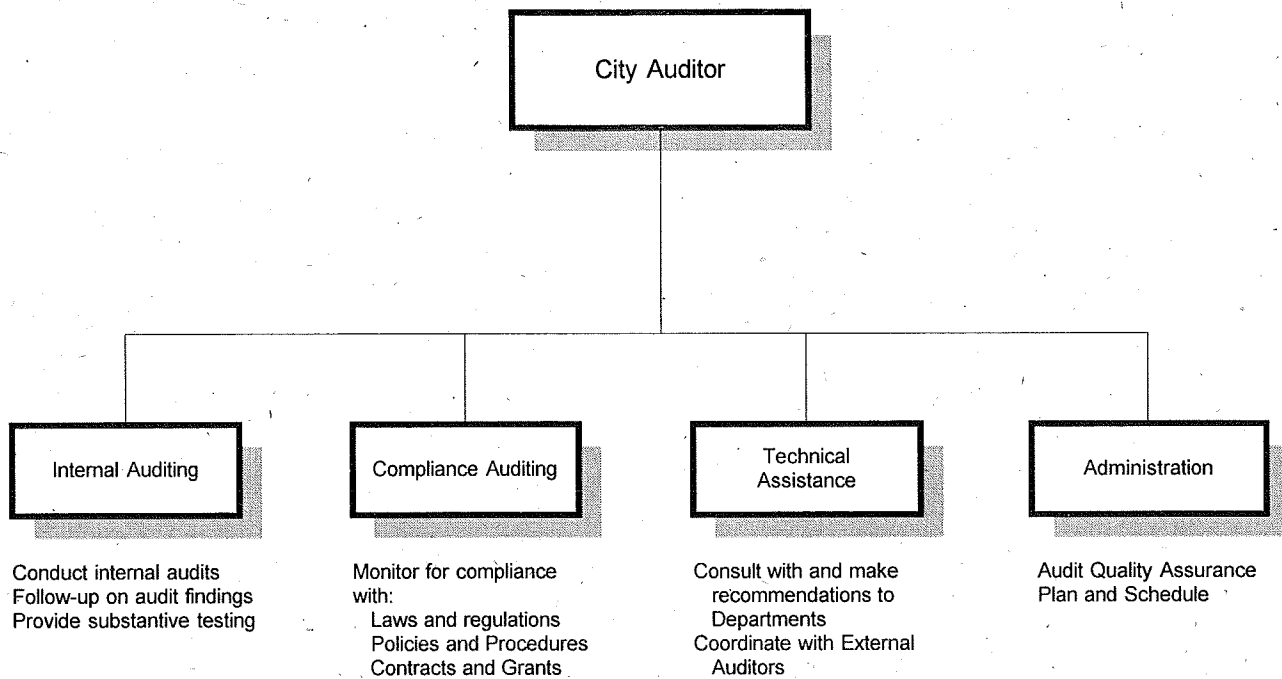 City Auditor
Internal Auditing
Compliance Auditing
Technical
Assistance
Administration
Conduct internal audits
Follow-up on audit findings
Provide substantive testing
Monitor for compliance
with:
Laws and regulations
Policies and Procedures
Contracts and Grants
Consult with and make
recommendations to
Departments
Coordinate with External
Auditors
Audit Quality Assurance
Plan and Schedule